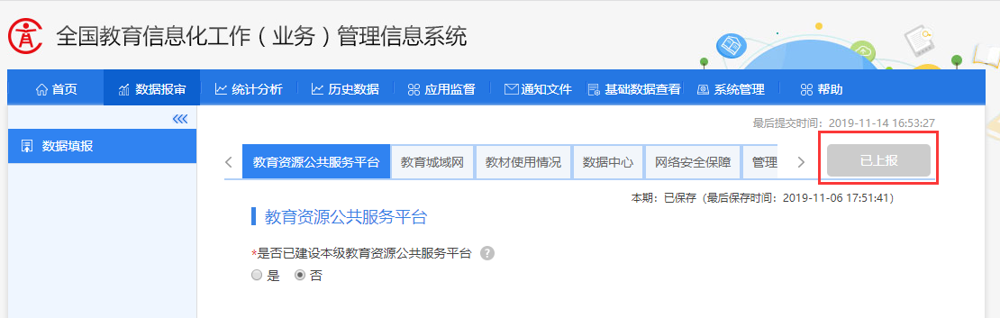 全国教育信息化工作（业务）管理信息系统
首页 数据报审 统计分析 历史数据 应用监督 通知文件 基础数据查看 系统管理 帮助
最后提交时间：2019-11-14 16:53:27
数据填报
教育资源公共服务平台 教育城域网 教材使用情况 数据中心 网络安全保障 管理 已上报
本期：已保存（最后保存时间：2019-11-06 17:51:41）
教育资源公共服务平台
*是否已建设本级教育资源公共服务平台 ?
是 否